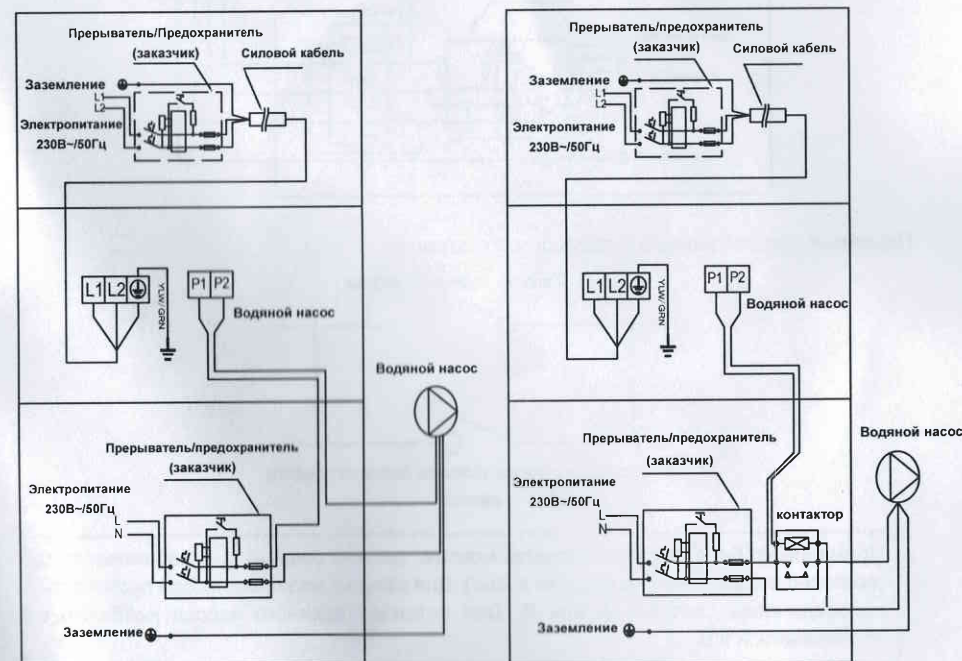 Прерыватель/Предохранитель
(заказчик)
Силовой кабель
Заземление
L1
L2
Электропитание
230В~/50Гц
L1 L2
P1 P2
YLW/GRN
Водяной насос
Водяной насос
Прерыватель/предохранитель
(заказчик)
Электропитание
230В~/50Гц
L
N
Заземление
Прерыватель/Предохранитель
(заказчик)
Силовой кабель
Заземление
L1
L2
Электропитание
230В~/50Гц
L1 L2
P1 P2
YLW/GRN
Водяной насос
Водяной насос
Прерыватель/предохранитель
(заказчик)
Электропитание
230В~/50Гц
L
N
контактор
Заземление